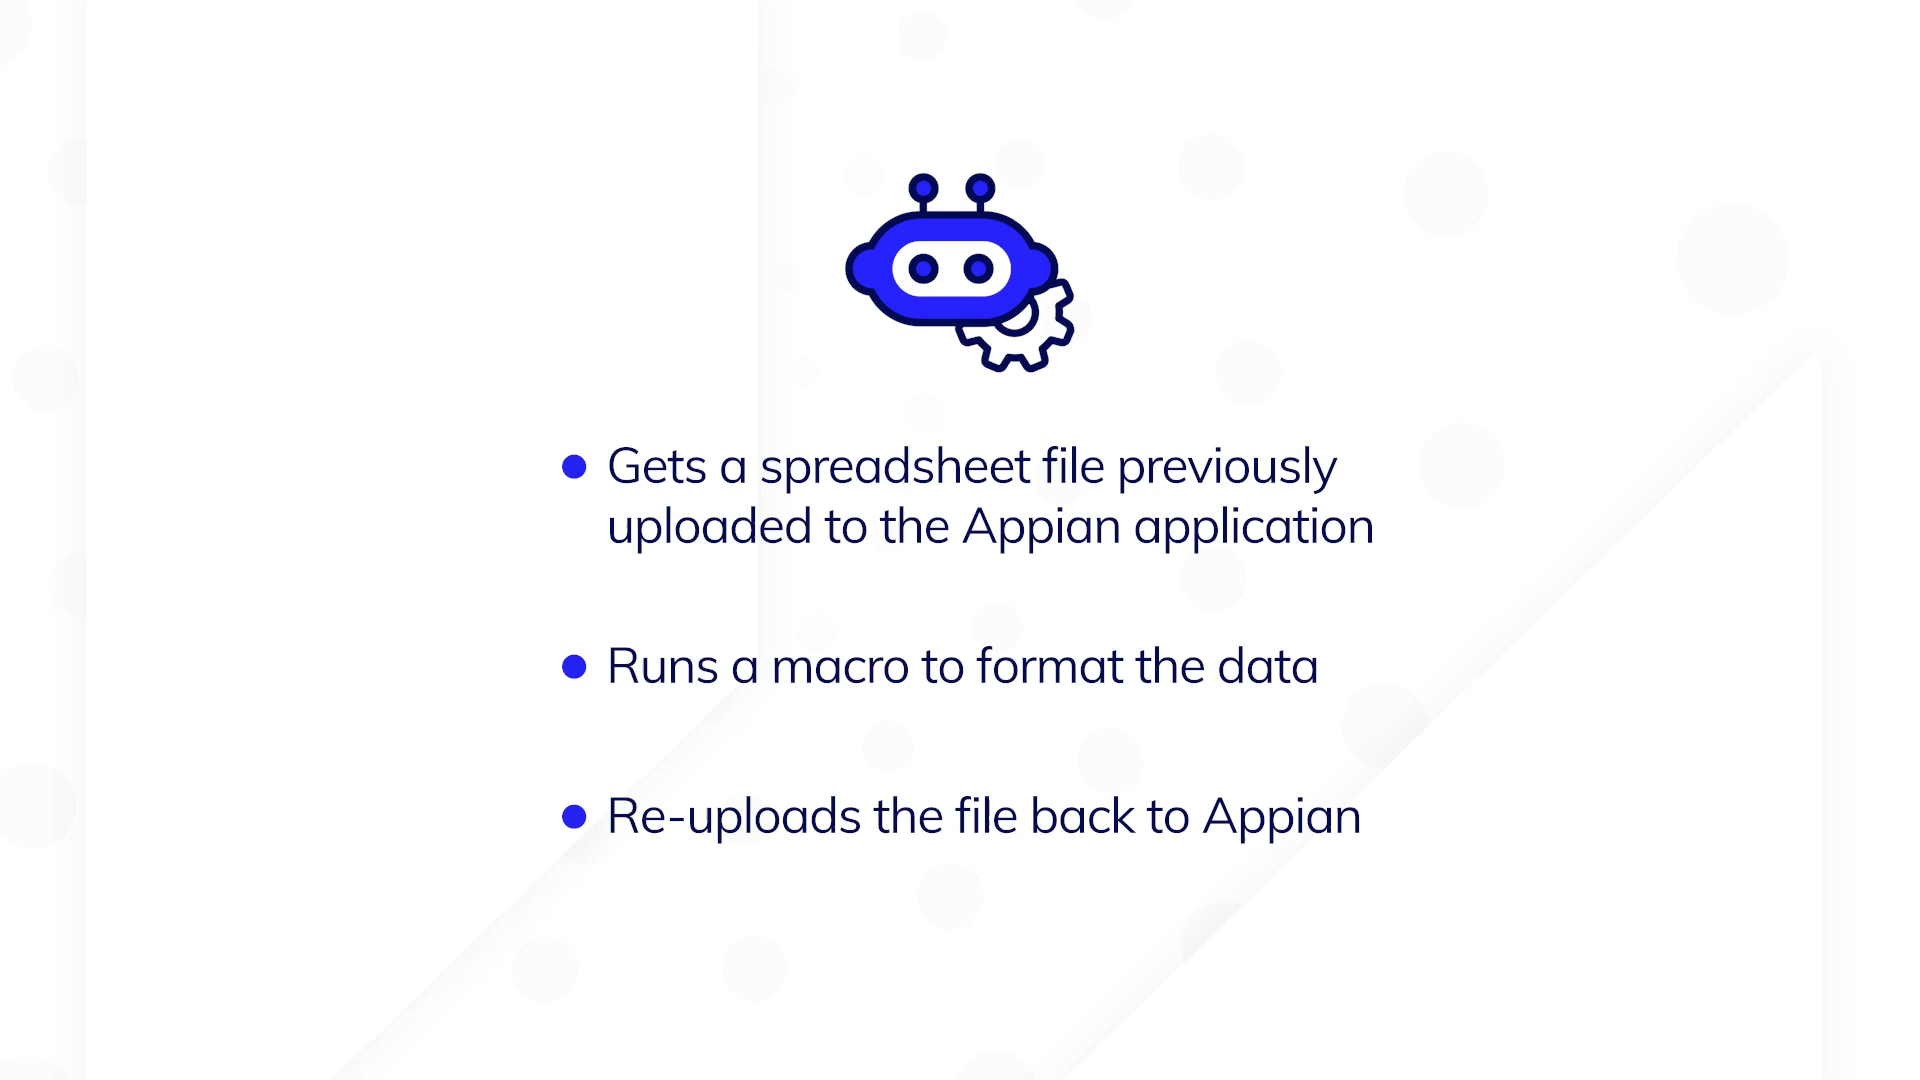 Gets a spreadsheet file previously
uploaded to the Appian application
Runs a macro to format the data
Re-uploads the file back to Appian